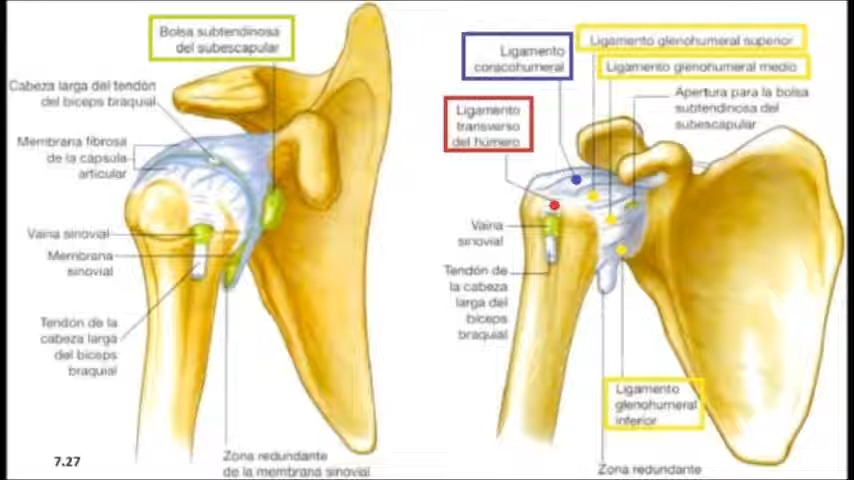 Bolsa subtendinosa
del subescapular
Cabeza larga del tendón
del bíceps braquial
Membrana fibrosa
de la cápsula
articular
Vaina sinovial
Membrana
sinovial
Tendón de la
cabeza larga
del bíceps
braquial
Zona redundante
de la membrana sinovial
7.27
Ligamento
coracohumeral
Ligamento glenohumeral superior
Ligamento glenohumeral medio
Ligamento
transverso
del húmero
Apertura para la bolsa
subtendinosa del
subescapular
Vaina
sinovial
Tendón de
la cabeza
larga del
bíceps
braquial
Ligamento
glenohumeral
inferior
Zona redundante